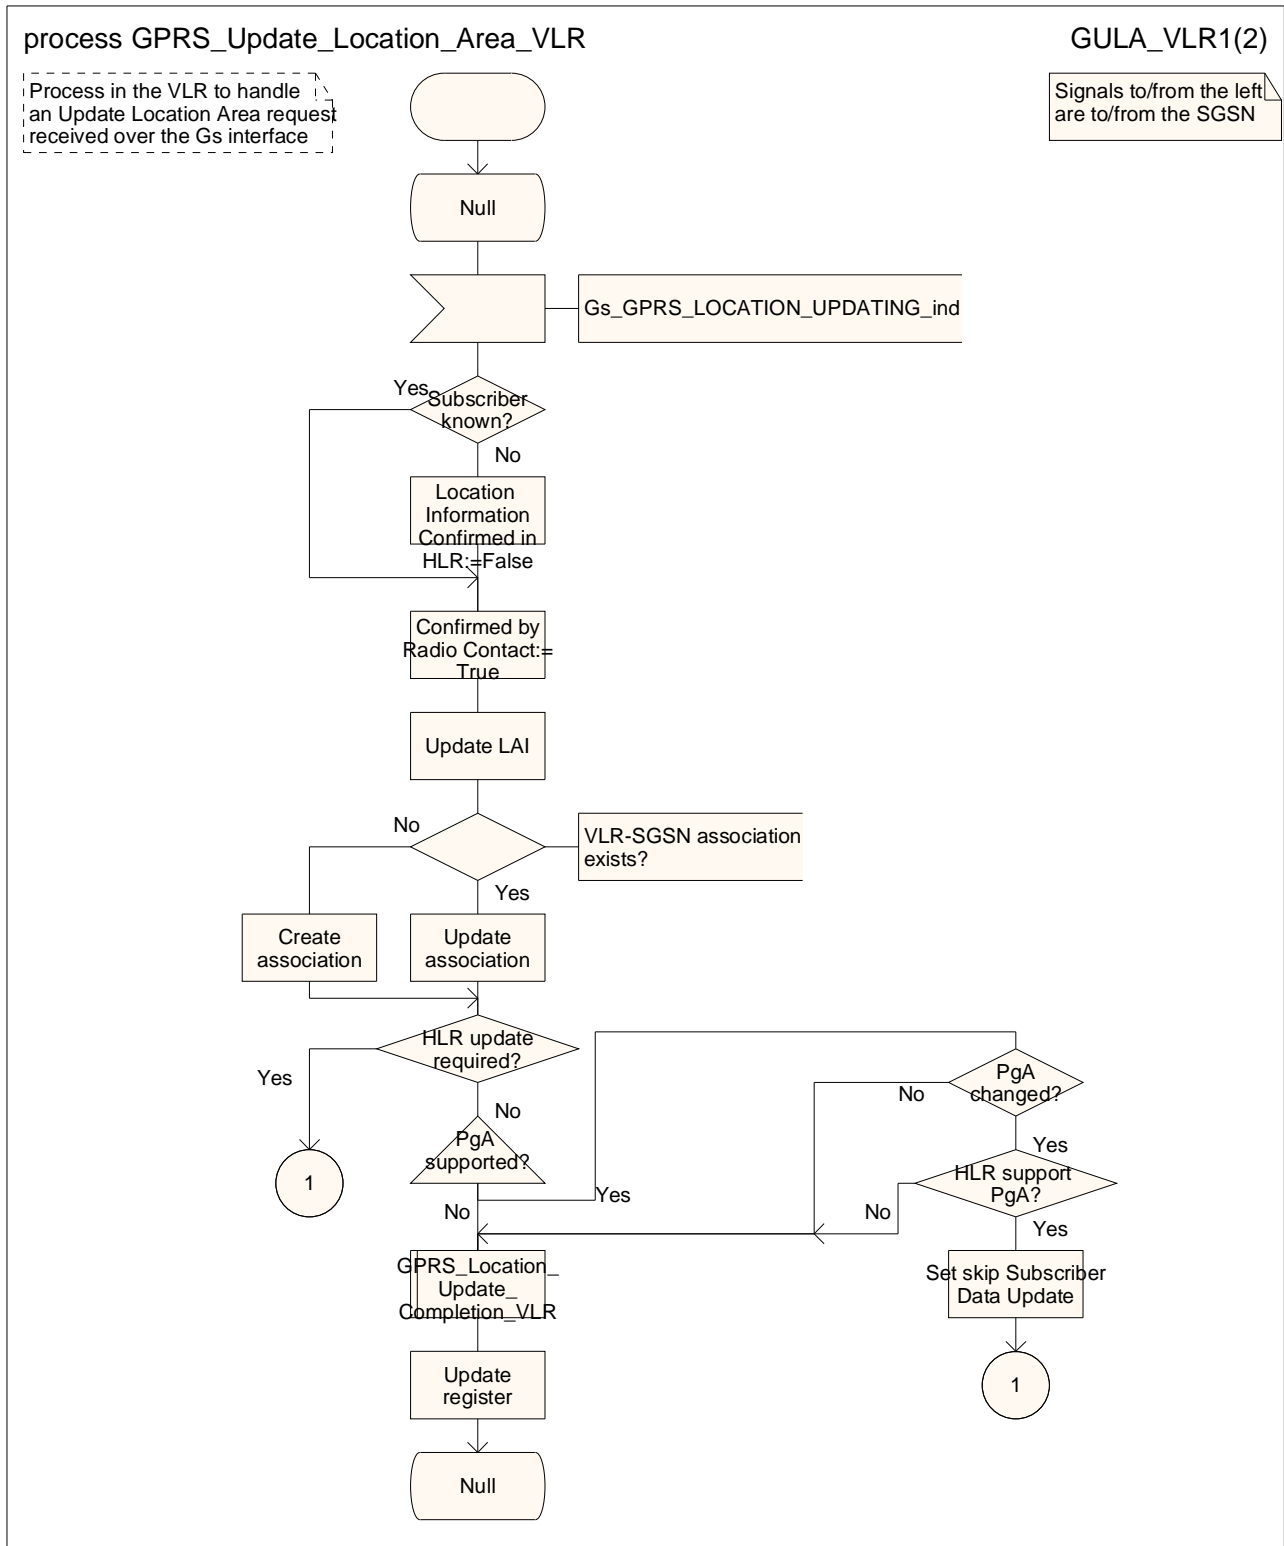 process GPRS_Update_Location_Area_VLR
GULA_VLR1(2)
Process in the VLR to handle
an Update Location Area request
received over the Gs interface
Signals to/from the left
are to/from the SGSN
Null
Gs_GPRS_LOCATION_UPDATING_ind
Yes
Subscriber
known?
No
Location
Information
Confirmed in
HLR:=False
Confirmed by
Radio Contact:=
True
Update LAI
No
VLR-SGSN association
exists?
Yes
Create
association
Update
association
HLR update
required?
Yes
No
PgA
changed?
No
Yes
PgA
supported?
1
HLR support
PgA?
Yes
No
No
Yes
GPRS_Location_
Update_
Completion_VLR
Set skip Subscriber
Data Update
Update
register
1
Null